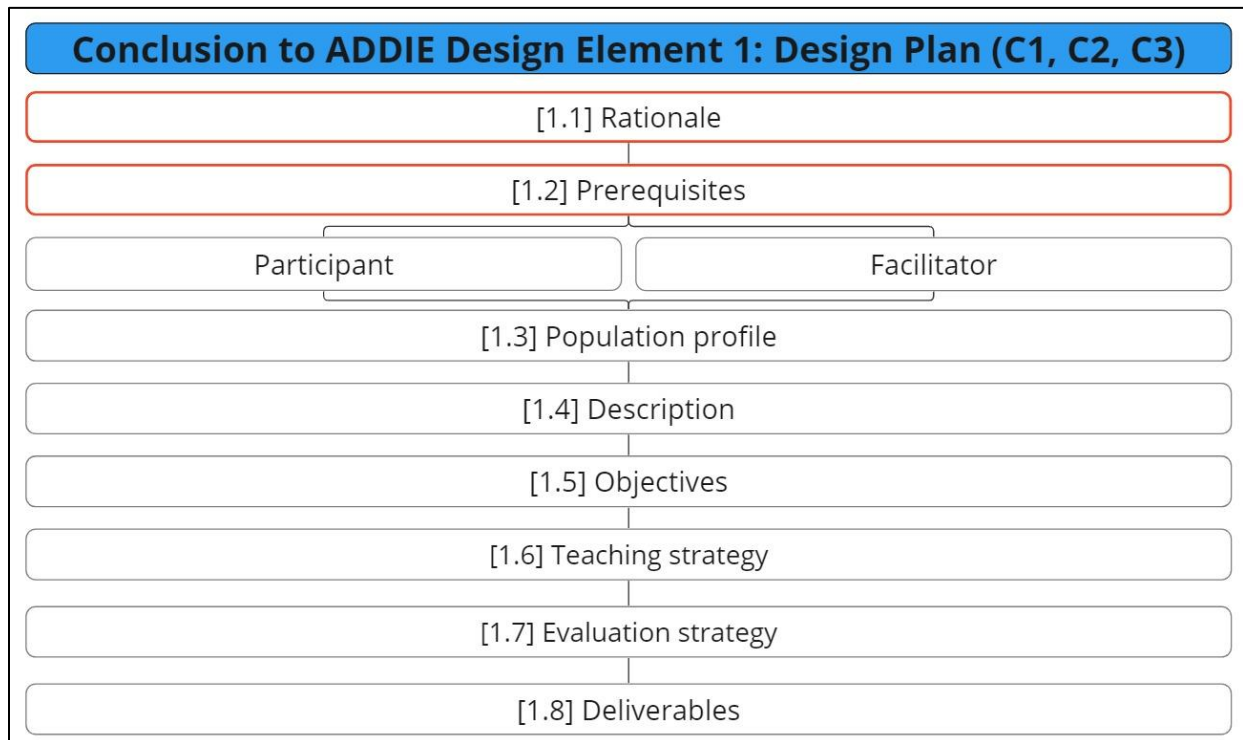 Conclusion to ADDIE Design Element 1: Design Plan (C1, C2, C3)
[1.1] Rationale
[1.2] Prerequisites
Participant
Facilitator
[1.3] Population profile
[1.4] Description
[1.5] Objectives
[1.6] Teaching strategy
[1.7] Evaluation strategy
[1.8] Deliverables